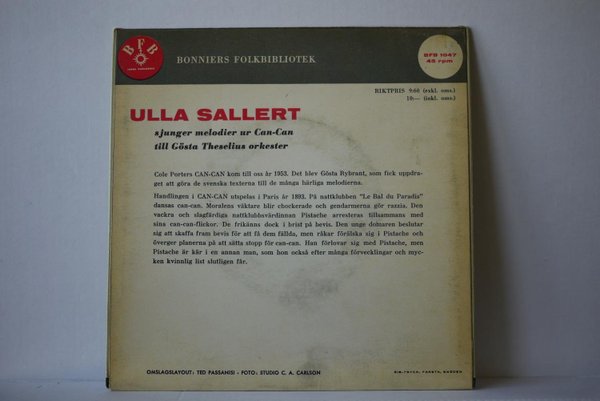 BFB
BONNIERS FOLKBIBLIOTEK
BFB 1047
45 rpm
RIKTPRIS 9:60 (exkl. oms.)
10:— (inkl. oms.)
ULLA SALLERT
sjunger melodier ur Can-Can
till Gösta Theselius orkester
Cole Porters CAN-CAN kom till oss år 1953. Det blev Gösta Rybrant, som fick uppdra-
get att göra de svenska texterna till de många härliga melodierna.
Handlingen i CAN-CAN utspelas i Paris år 1893. På nattklubben "Le Bal du Paradis"
dansas can-can. Moralens väktare blir chockerade och gendarmerna gör razzia. Den
vackra och slagfärdiga nattklubbsvärdinnan Pistache arresteras tillsammans med
sina can-can-flickor. De frikänns dock i brist på bevis. Den unge domaren beslutar
sig att skaffa fram bevis för att få dem fällda, men råkar förälska sig i Pistache och
överger planerna på att sätta stopp för can-can. Han förlovar sig med Pistache, men
Pistache är kär i en annan man, som hon också efter många förvecklingar och myc-
ken kvinnlig list slutligen får.
OMSLAGSLAYOUT: TED PASSANISI - FOTO: STUDIO C. A. CARLSON
FARSTA, SWEDEN